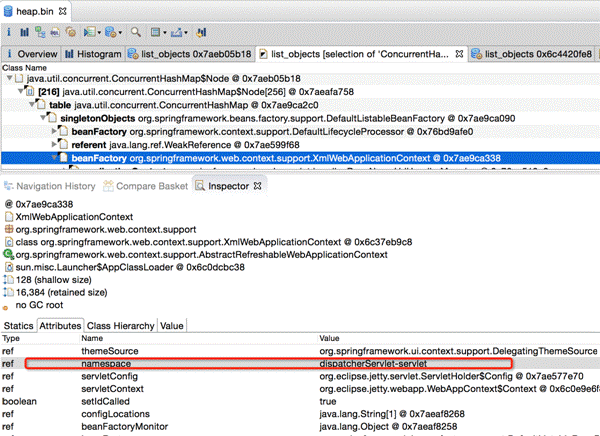 heap.bin
i Overview Histogram list_objects 0x7aeb05b18 list_objects [selection of 'ConcurrentHa... list_objects 0x6c4420fe8
Class Name
java.util.concurrent.ConcurrentHashMap$Node @ 0x7aeb05b18
[216] java.util.concurrent.ConcurrentHashMap$Node[256] @ 0x7aeafa758
table java.util.concurrent.ConcurrentHashMap @ 0x7ae9ca2c0
singletonObjects org.springframework.beans.factory.support.DefaultListableBeanFactory @ 0x7ae9ca090
beanFactory org.springframework.context.support.DefaultLifecycleProcessor @ 0x76bd9afe0
referent java.lang.ref.WeakReference @ 0x7ae599f68
beanFactory org.springframework.web.context.support.XmlWebApplicationContext @ 0x7ae9ca338
Navigation History Compare Basket Inspector
@ 0x7ae9ca338
XmlWebApplicationContext
org.springframework.web.context.support
class org.springframework.web.context.support.XmlWebApplicationContext @ 0x6c37eb9c8
org.springframework.web.context.support.AbstractRefreshableWebApplicationContext
sun.misc.Launcher$AppClassLoader @ 0x6c0dcbc38
128 (shallow size)
16,384 (retained size)
no GC root
Statics Attributes Class Hierarchy Value
Type Name Value
ref themeSource org.springframework.ui.context.support.DelegatingThemeSource
ref namespace dispatcherServlet-servlet
ref servletConfig org.eclipse.jetty.servlet.ServletHolder$Config @ 0x7ae577e70
ref servletContext org.eclipse.jetty.webapp.WebAppContext$Context @ 0x6c0e9e6f
boolean setIdCalled true
ref configLocations java.lang.String[1] @ 0x7aeaf8258
ref beanFactoryMonitor java.lang.Object @ 0x7aeaf8268